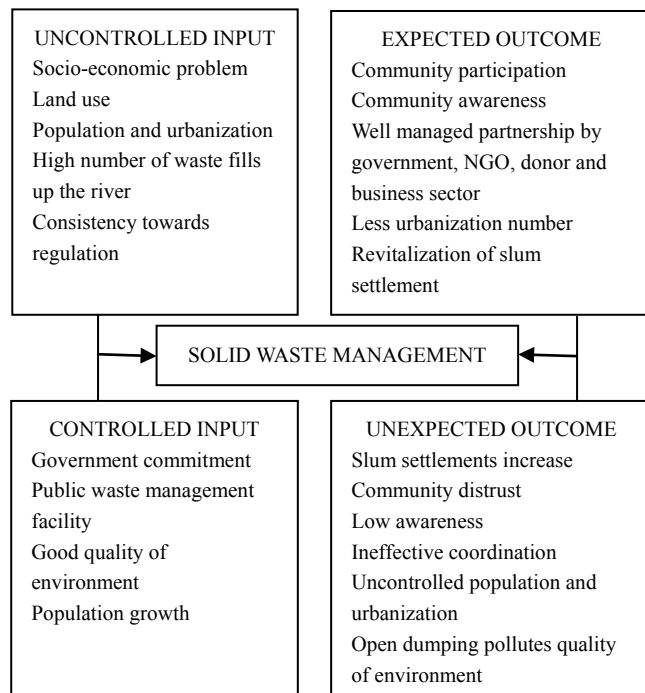 UNCONTROLLED INPUT
Socio-economic problem
Land use
Population and urbanization
High number of waste fills
up the river
Consistency towards
regulation
EXPECTED OUTCOME
Community participation
Community awareness
Well managed partnership by
government, NGO, donor and
business sector
Less urbanization number
Revitalization of slum
settlement
SOLID WASTE MANAGEMENT
CONTROLLED INPUT
Government commitment
Public waste management
facility
Good quality of
environment
Population growth
UNEXPECTED OUTCOME
Slum settlements increase
Community distrust
Low awareness
Ineffective coordination
Uncontrolled population and
urbanization
Open dumping pollutes quality
of environment